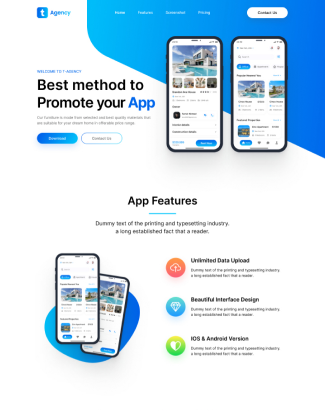 t Agency
Home Features Screenshot Pricing
Contact Us
WELCOME TO T-AGENCY
Best method to
Promote your App
Our furniture is made from selected and best quality materials that
are suitable for your dream home in affordable price range.
Download
Contact Us
App Features
Dummy text of the printing and typesetting industry.
a long established fact that a reader.
Unlimited Data Upload
Dummy text of the printing and typesetting industry
a long established fact that a reader.
Beautiful Interface Design
Dummy text of the printing and typesetting industry
a long established fact that a reader.
IOS & Android Version
Dummy text of the printing and typesetting industry
a long established fact that a reader.